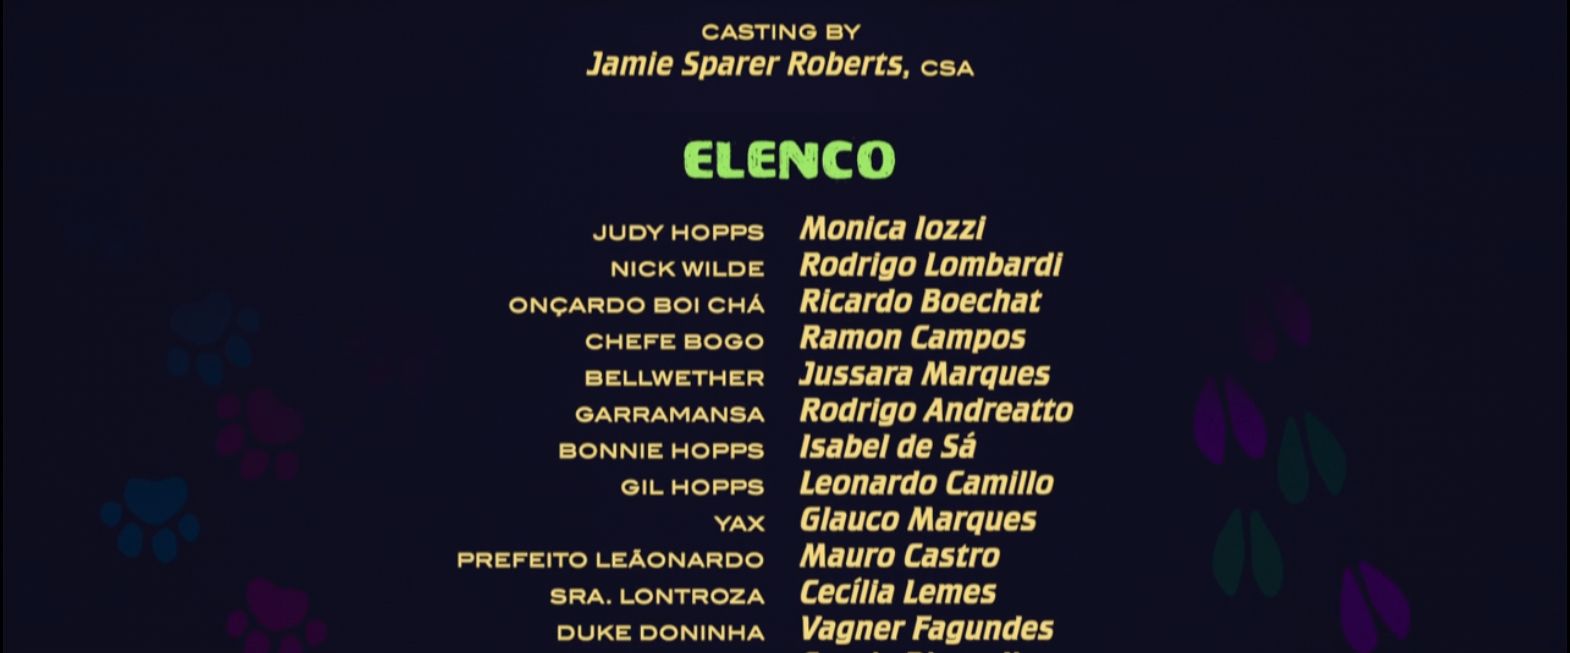 CASTING BY
Jamie Sparer Roberts, CSA
ELENCO
JUDY HOPPS Monica Iozzi
NICK WILDE Rodrigo Lombardi
ONÇARDO BOI CHÁ Ricardo Boechat
CHEFE BOGO Ramon Campos
BELLWETHER Jussara Marques
GARRAMANSA Rodrigo Andreatto
BONNIE HOPPS Isabel de Sá
GIL HOPPS Leonardo Camillo
YAX Glauco Marques
PREFEITO LEÃONARDO Mauro Castro
SRA. LONTROZA Cecília Lemes
DUKE DONINHA Vagner Fagundes